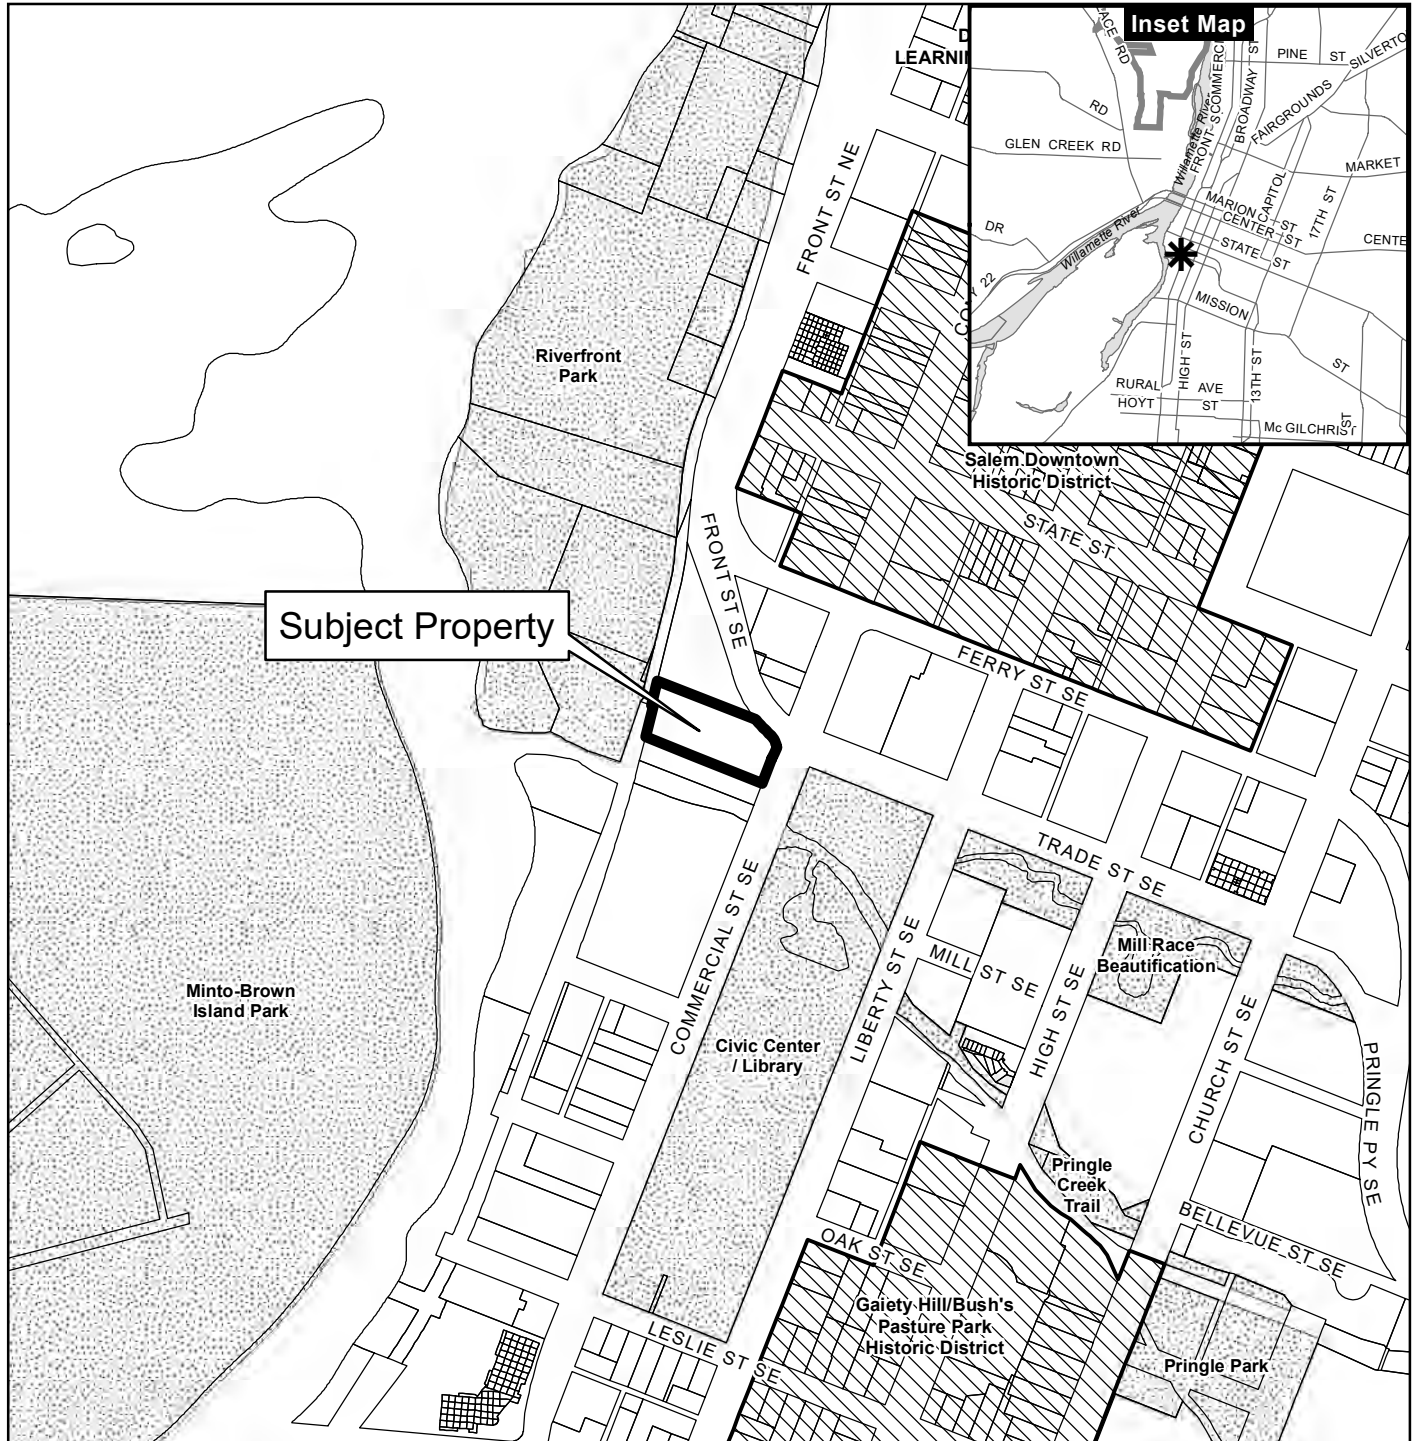 Inset Map
PINE ST
SILVERTO
ACE RD
RD
FRONT ST
COMMERC
BROADWAY ST
FAIRGROUNDS
GLEN CREEK RD
Willamette River
MARKET
CAPITOL
17TH ST
MARION ST
CENTER ST
CENTE
STATE ST
DR
Willamette River
Y 22
MISSION
ST
HIGH ST
13TH ST
RURAL AVE
HOYT ST
Mc GILCHRIST
ST
D
LEARNI
FRONT ST NE
Riverfront
Park
Salem Downtown
Historic District
STATE ST
FRONT ST SE
Subject Property
FERRY ST SE
TRADE ST SE
COMMERCIAL ST SE
LIBERTY ST SE
MILL ST SE
HIGH ST SE
Mill Race
Beautification
CHURCH ST SE
PRINGLE PY SE
Minto-Brown
Island Park
Civic Center
/ Library
Pringle
Creek
Trail
BELLEVUE ST SE
OAK ST SE
Gaiety Hill/Bush's
Pasture Park
Historic District
LESLIE ST SE
Pringle Park